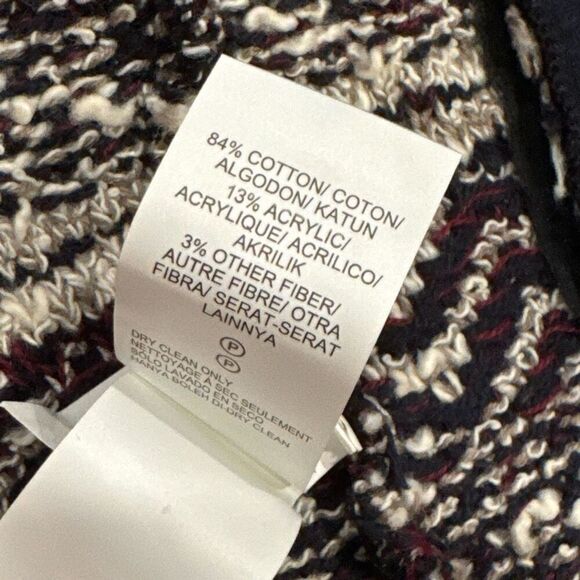 84% COTTON/ COTON/
ALGODON/ KATUN
13% ACRYLIC/
ACRYLIQUE/ ACRILICO/
AKRILIK
3% OTHER FIBER/
AUTRE FIBRE/ OTRA
FIBRA/ SERAT-SERAT
LAINNYA
P
P
DRY CLEAN ONLY
NETTOYAGE A SEC SEULEMENT
SÓLO LAVADO EN SECO
HANYA BOLEH DI DRY CLEAN